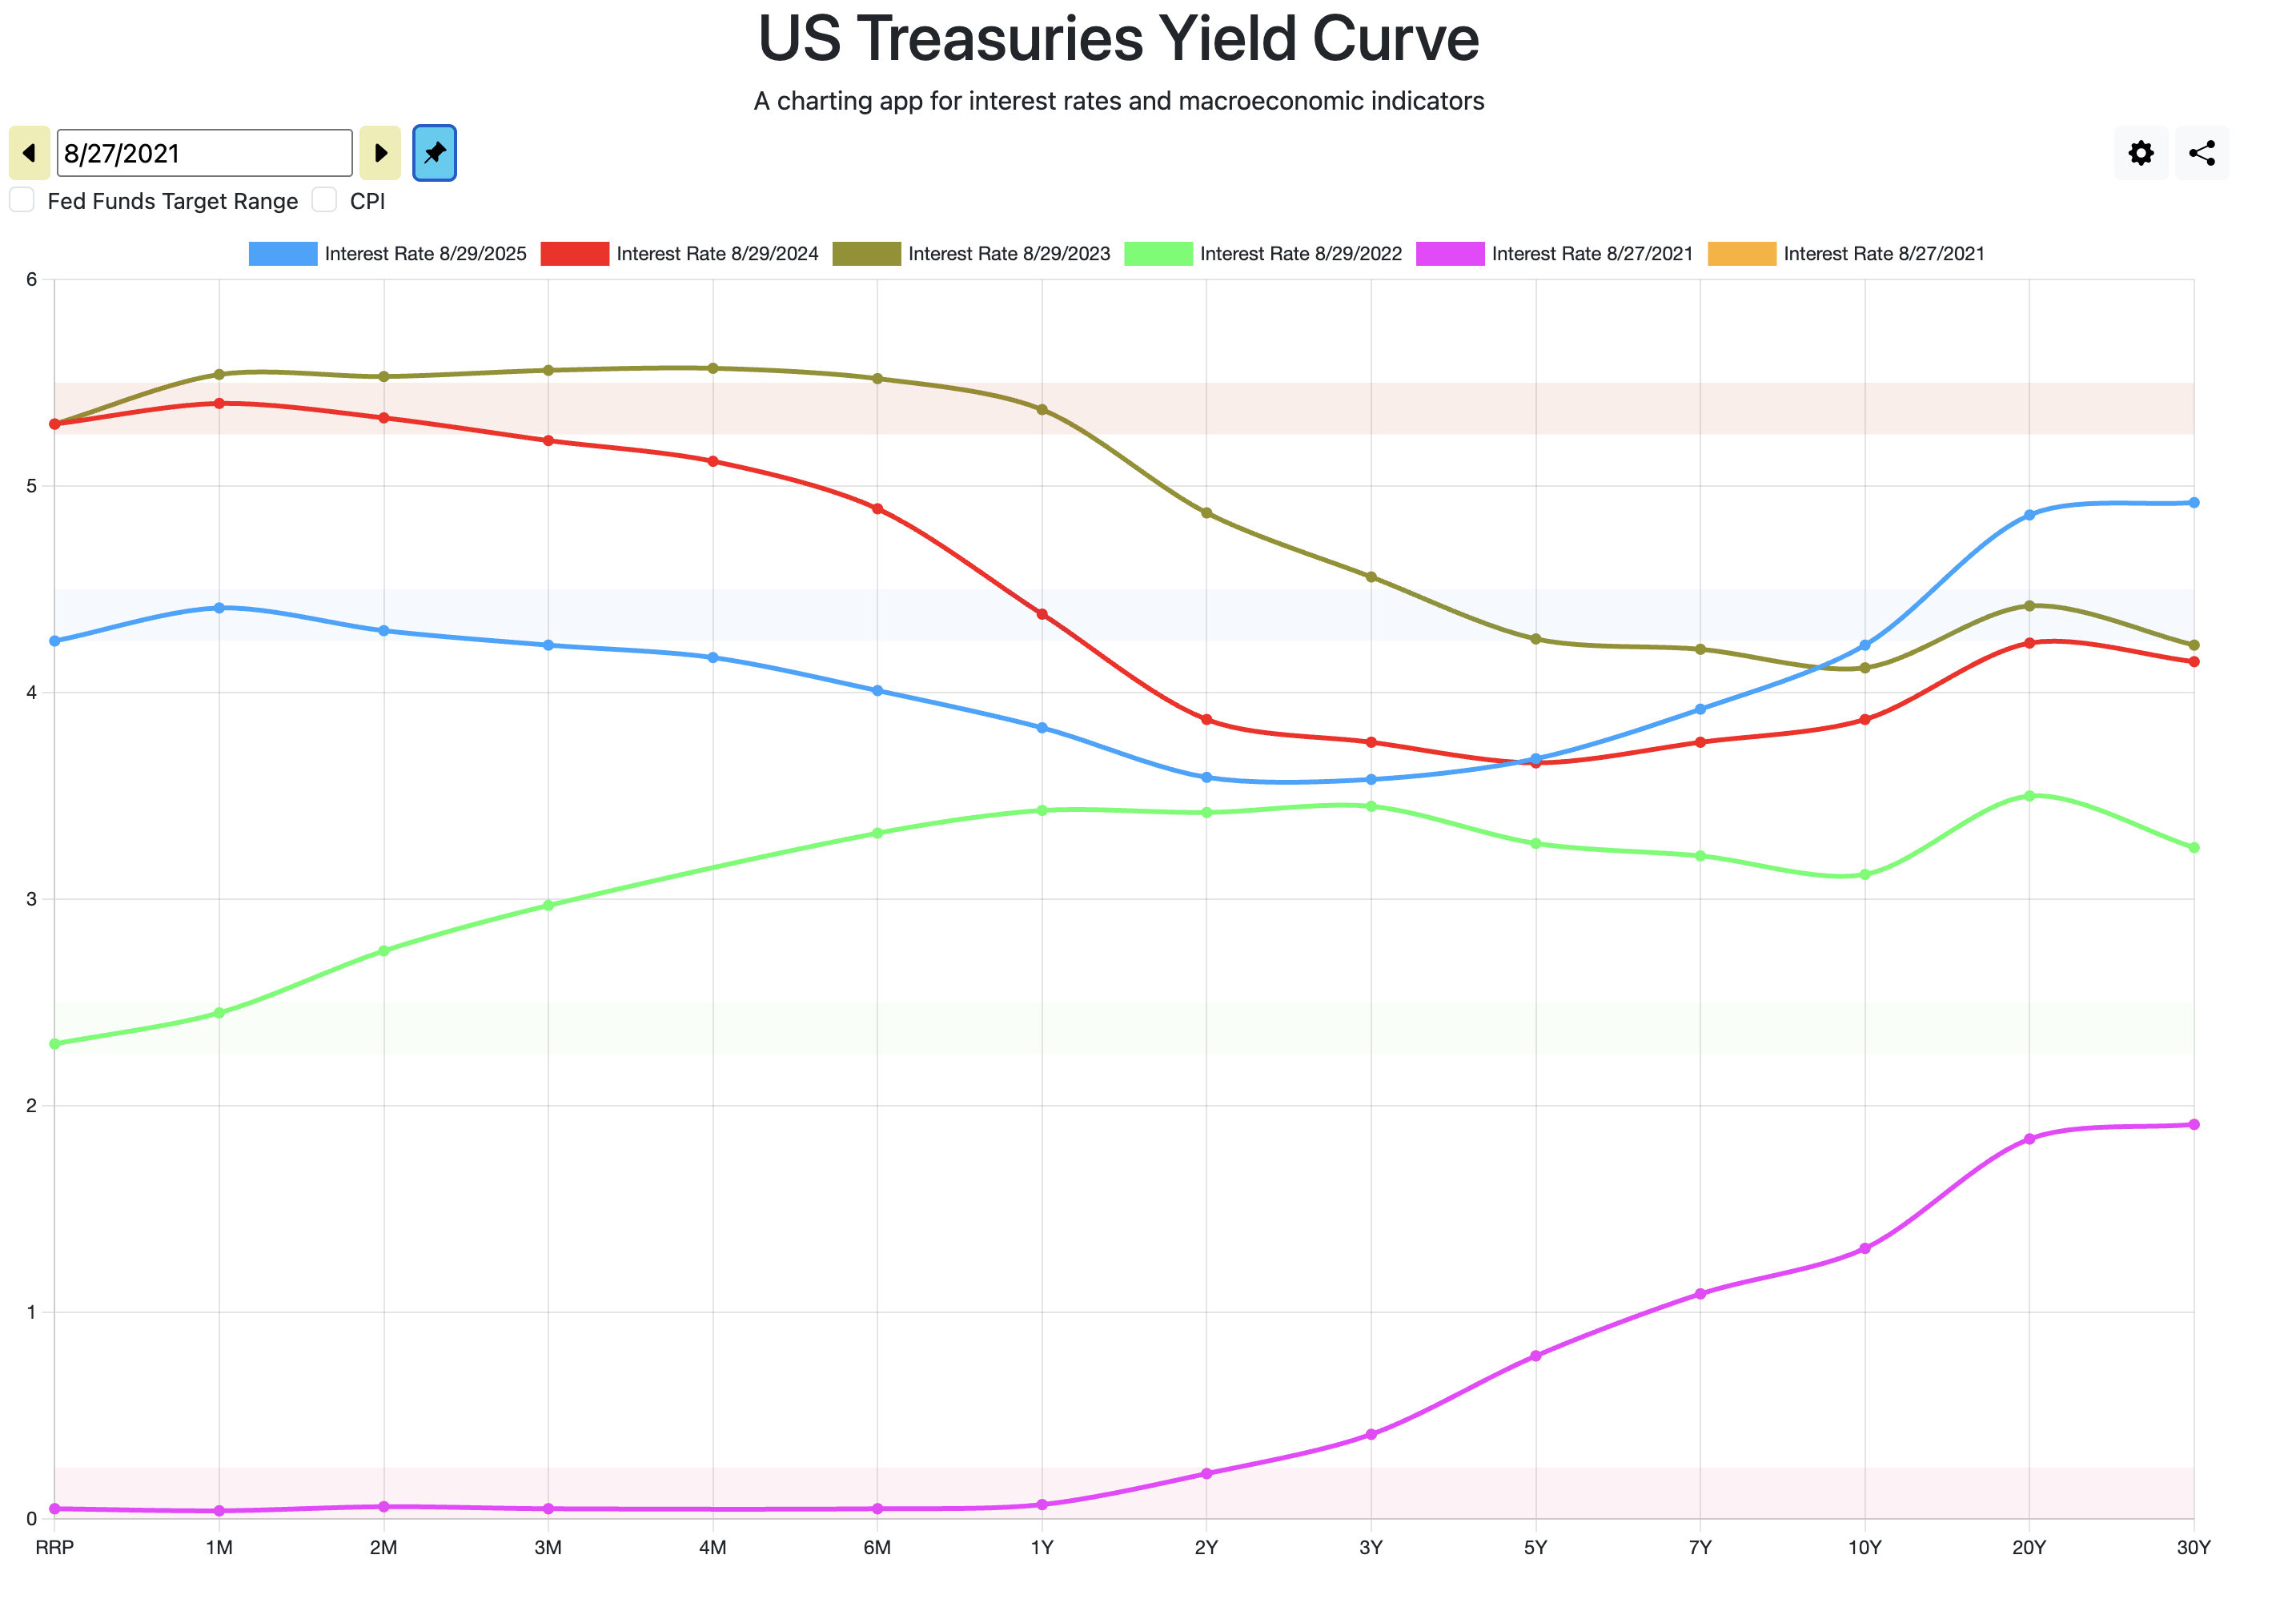 US Treasuries Yield Curve
A charting app for interest rates and macroeconomic indicators
8/27/2021
Fed Funds Target Range CPI
Interest Rate 8/29/2025 Interest Rate 8/29/2024 Interest Rate 8/29/2023 Interest Rate 8/29/2022 Interest Rate 8/27/2021 Interest Rate 8/27/2021
6
5
4
3
2
1
0
RRP 1M 2M 3M 4M 6M 1Y 2Y 3Y 5Y 7Y 10Y 20Y 30Y